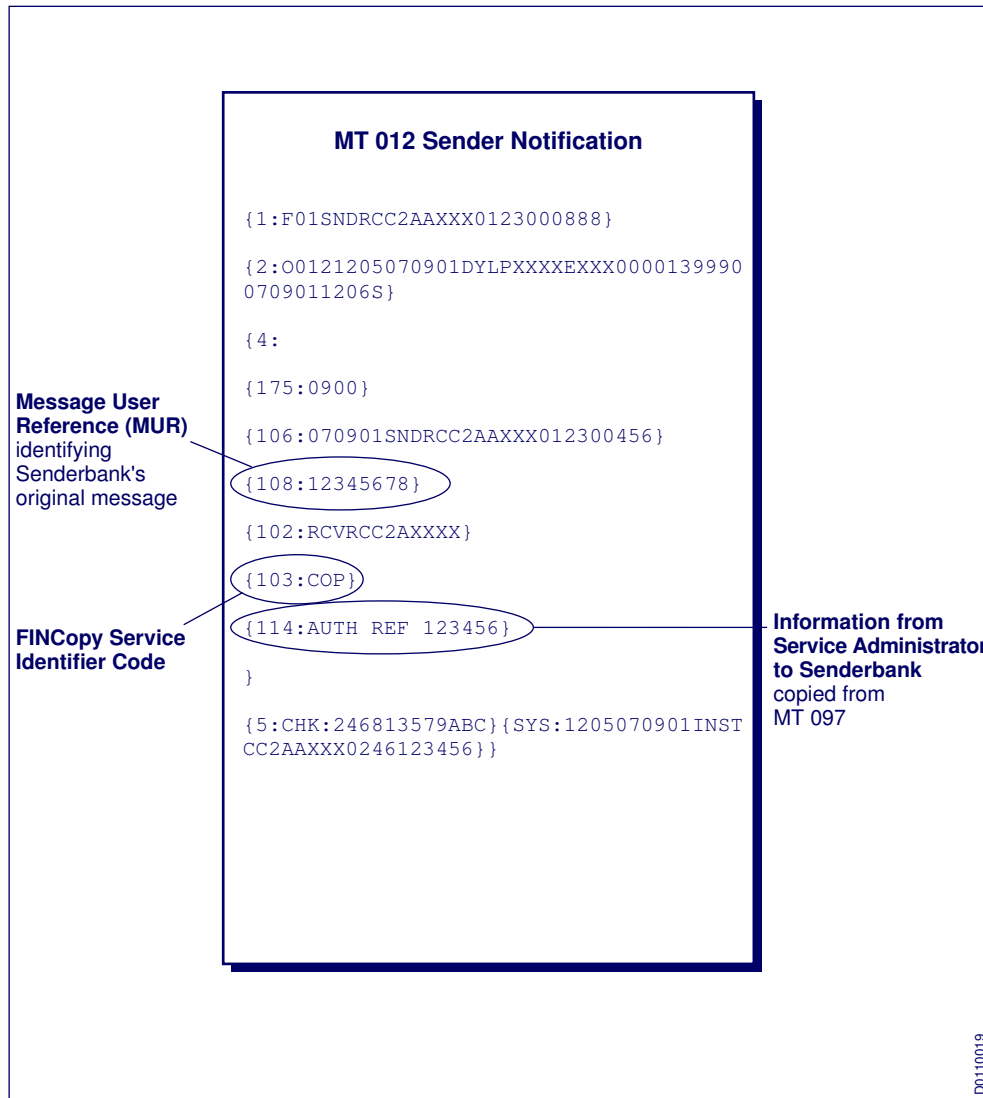 MT 012 Sender Notification
{1:F01SNDRCC2AAXXX0123000888}
{2:O0121205070901DYLPXXXXEXXX0000139990
0709011206S}
{4:
{175:0900}
{106:070901SNDRCC2AAXXX012300456}
Message User
Reference (MUR)
identifying
Senderbank's
original message
{108:12345678}
{102:RCVRCC2AXXXX}
{103:COP}
FINCopy Service
Identifier Code
{114:AUTH REF 123456}
Information from
Service Administrator
to Senderbank
copied from
MT 097
}
{5:CHK:246813579ABC}{SYS:1205070901INST
CC2AAXXX0246123456}}
D0110019